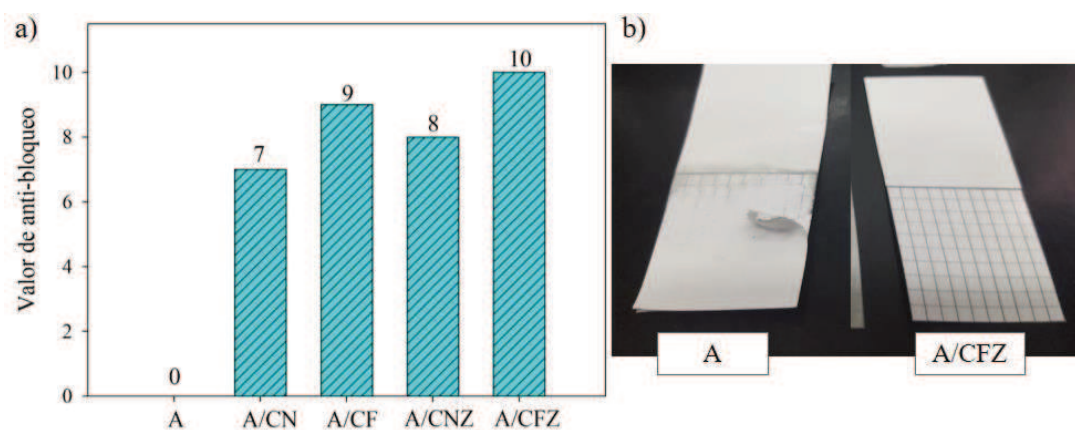 a)
Valor de anti-bloqueo
10
8
6
4
2
0
0
7
9
8
10
A
A/CN
A/CF
A/CNZ
A/CFZ
b)
A
A/CFZ